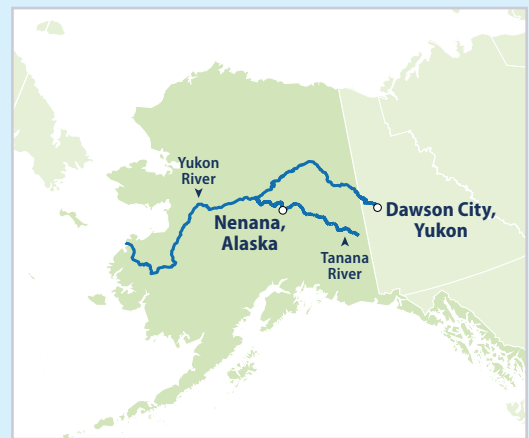 Yukon
River
Nenana,
Alaska
Dawson City,
Yukon
Tanana
River